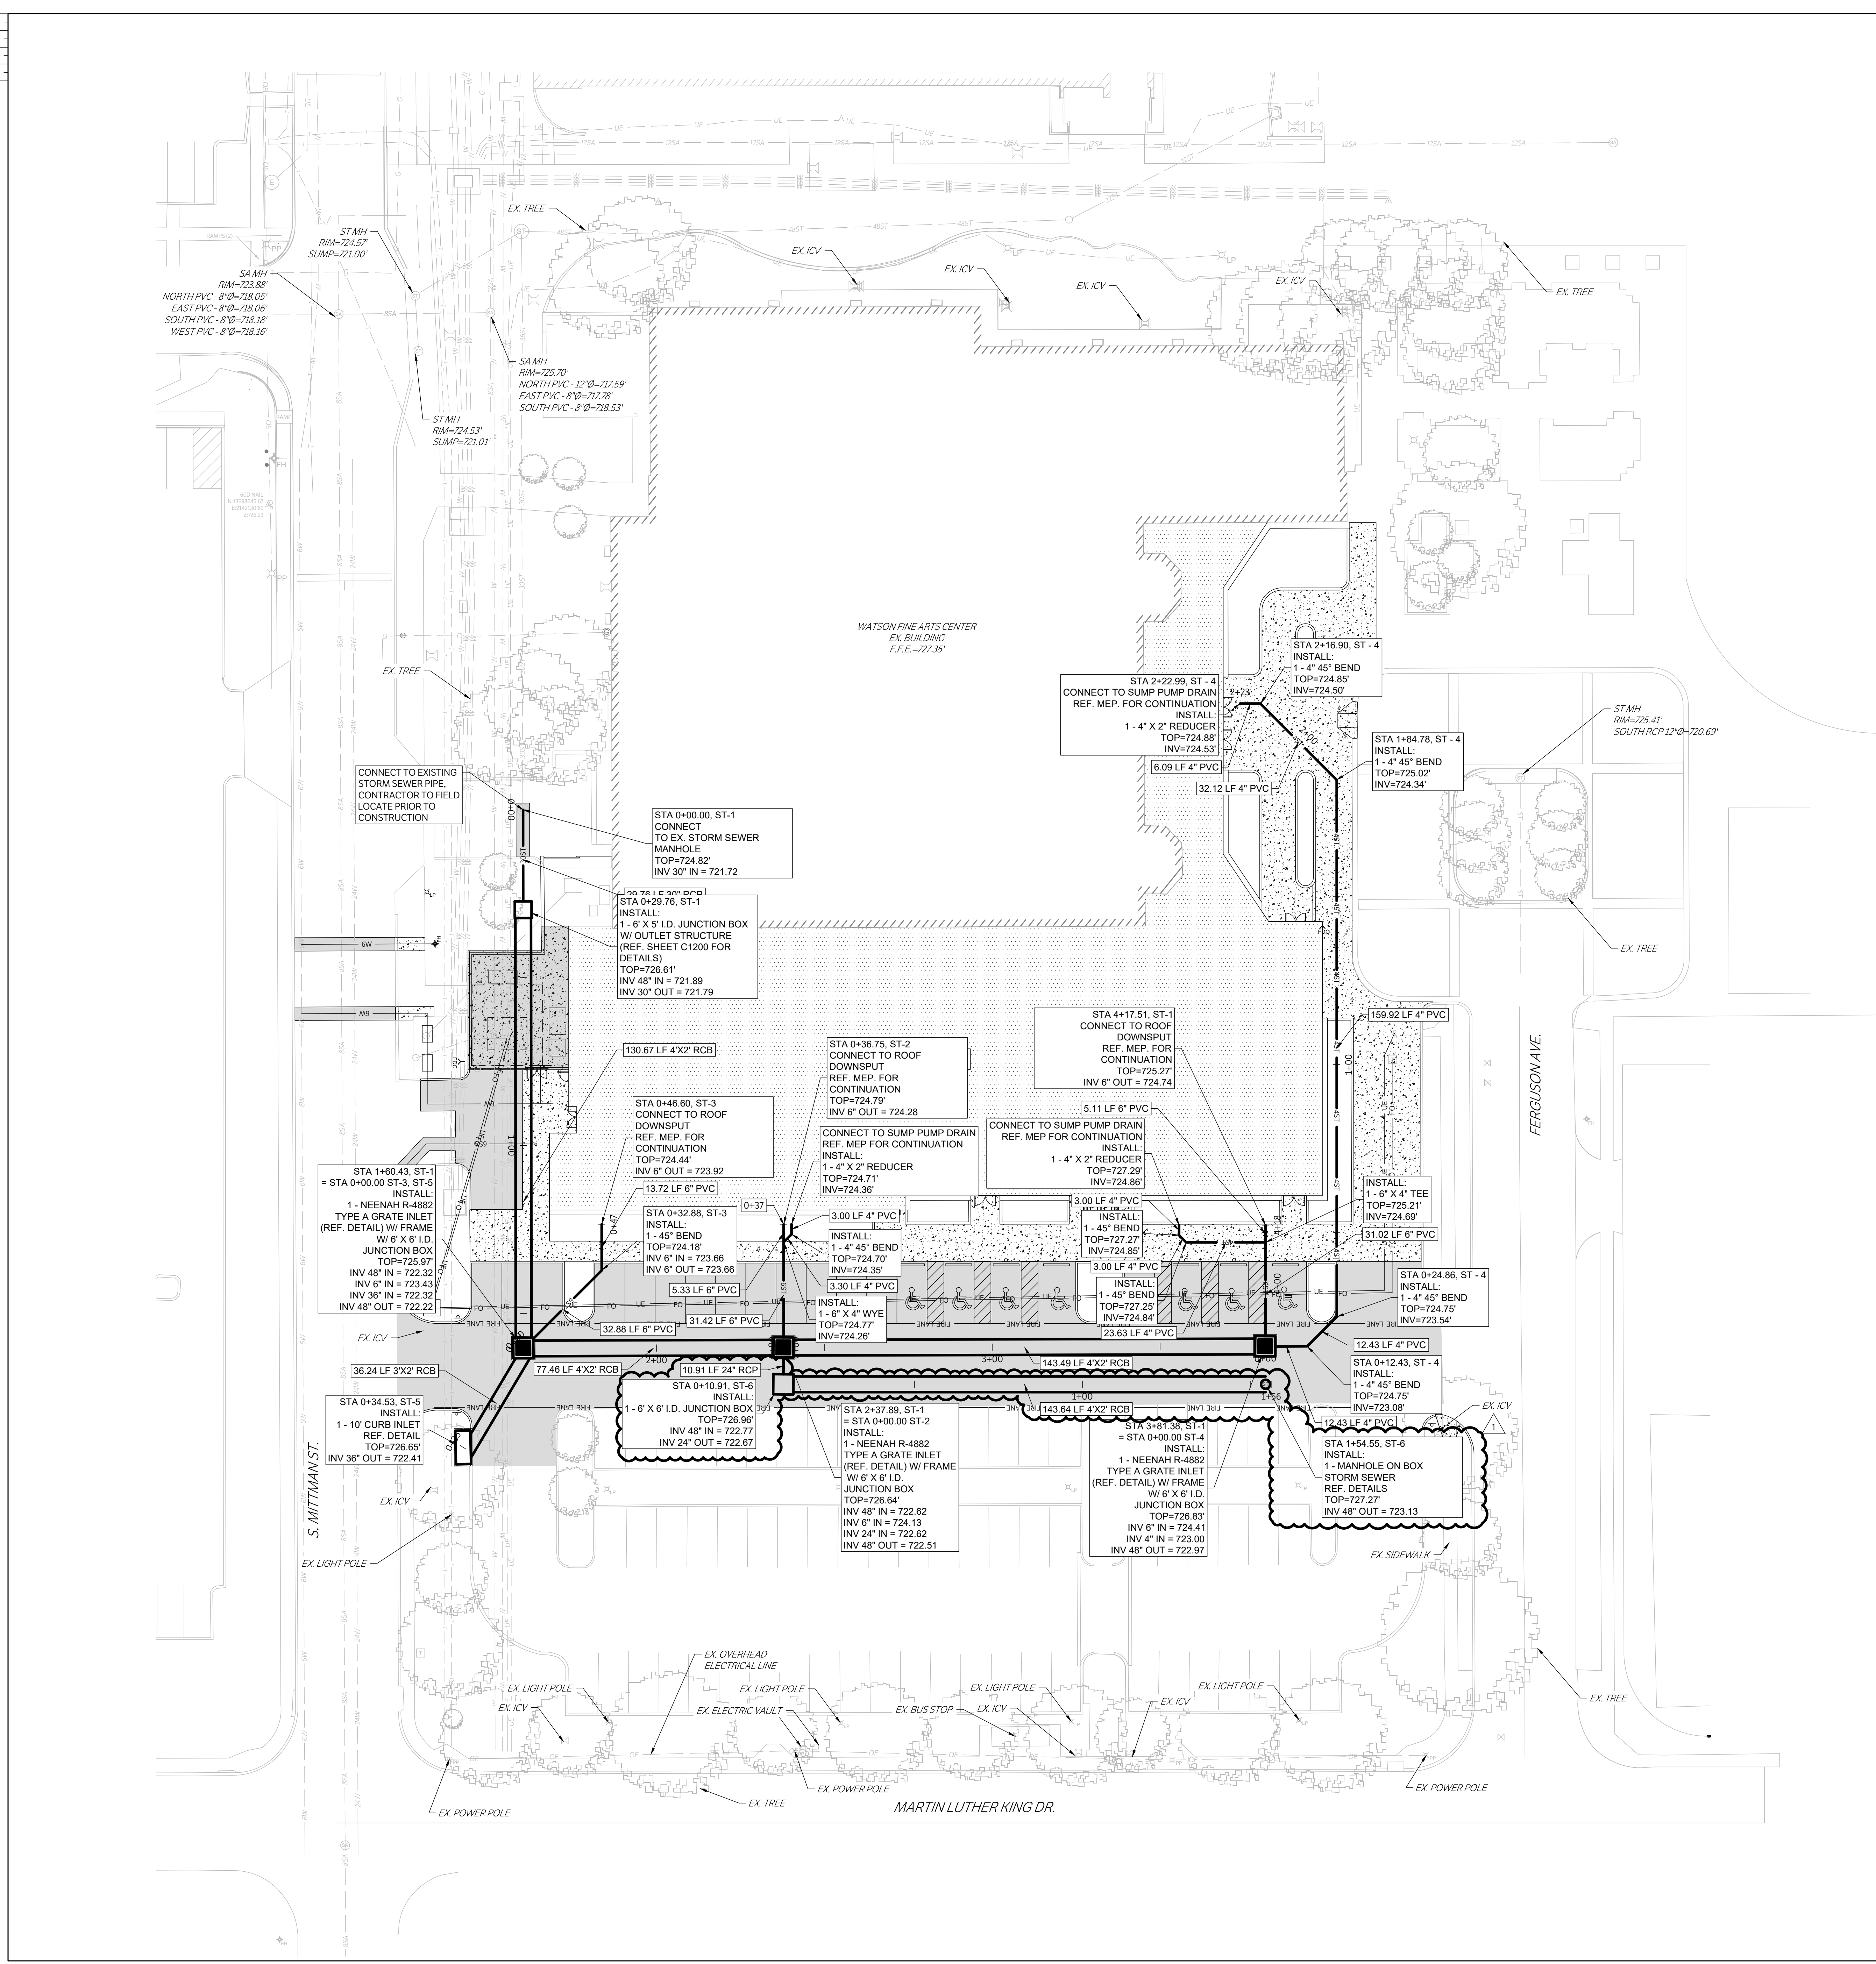 EX. TREE
ST MH
RIM=724.57'
SUMP=721.00'
SA MH
RIM=723.88'
NORTH PVC - 8"Ø=718.05'
EAST PVC - 8"Ø=718.06'
SOUTH PVC - 8"Ø=718.18'
WEST PVC - 8"Ø=718.16'
EX. ICV
EX. ICV
EX. ICV
EX. ICV
EX. TREE
SA MH
RIM=725.70'
NORTH PVC - 12"Ø=717.59'
EAST PVC - 8"Ø=717.78'
SOUTH PVC - 8"Ø=718.53'
ST MH
RIM=724.53'
SUMP=721.01'
60D NAIL
WATSON FINE ARTS CENTER
EX. BUILDING
F.F.E.=727.35'
EX. TREE
STA 2+16.90, ST - 4
INSTALL:
1 - 4" 45° BEND
TOP=724.85'
INV=724.50'
STA 2+22.99, ST - 4
CONNECT TO SUMP PUMP DRAIN
REF. MEP. FOR CONTINUATION
INSTALL:
1 - 4" X 2" REDUCER
TOP=724.88'
INV=724.53'
2+23
2+00
6.09 LF 4" PVC
32.12 LF 4" PVC
STA 1+84.78, ST - 4
INSTALL:
1 - 4" 45° BEND
TOP=725.02'
INV=724.34'
ST MH
RIM=725.41'
SOUTH RCP 12"Ø=720.69'
EX. TREE
CONNECT TO EXISTING
STORM SEWER PIPE,
CONTRACTOR TO FIELD
LOCATE PRIOR TO
CONSTRUCTION
0+00
STA 0+00.00, ST-1
CONNECT
TO EX. STORM SEWER
MANHOLE
TOP=724.82'
INV 30" IN = 721.72
29.76 LF 30" RCP
STA 0+29.76, ST-1
INSTALL:
1 - 6' X 5' I.D. JUNCTION BOX
W/ OUTLET STRUCTURE
(REF. SHEET C1200 FOR
DETAILS)
TOP=726.61'
INV 48" IN = 721.89
INV 30" OUT = 721.79
6W
6W
130.67 LF 4'X2' RCB
STA 0+36.75, ST-2
CONNECT TO ROOF
DOWNSPUT
REF. MEP. FOR
CONTINUATION
TOP=724.79'
INV 6" OUT = 724.28
STA 4+17.51, ST-1
CONNECT TO ROOF
DOWNSPUT
REF. MEP. FOR
CONTINUATION
TOP=725.27'
INV 6" OUT = 724.74
159.92 LF 4" PVC
1+00
STA 0+46.60, ST-3
CONNECT TO ROOF
DOWNSPUT
REF. MEP. FOR
CONTINUATION
TOP=724.44'
INV 6" OUT = 723.92
CONNECT TO SUMP PUMP DRAIN
REF. MEP FOR CONTINUATION
INSTALL:
1 - 4" X 2" REDUCER
TOP=724.71'
INV=724.36'
5.11 LF 6" PVC
CONNECT TO SUMP PUMP DRAIN
REF. MEP FOR CONTINUATION
INSTALL:
1 - 4" X 2" REDUCER
TOP=727.29'
INV=724.86'
1+00
STA 1+60.43, ST-1
= STA 0+00.00 ST-3, ST-5
INSTALL:
1 - NEENAH R-4882
TYPE A GRATE INLET
(REF. DETAIL) W/ FRAME
W/ 6' X 6' I.D.
JUNCTION BOX
TOP=725.97'
INV 48" IN = 722.32
INV 6" IN = 723.43
INV 36" IN = 722.32
INV 48" OUT = 722.22
13.72 LF 6" PVC
0+47
STA 0+32.88, ST-3
INSTALL:
1 - 45° BEND
TOP=724.18'
INV 6" IN = 723.66
INV 6" OUT = 723.66
0+37
3.00 LF 4" PVC
INSTALL:
1 - 4" 45° BEND
TOP=724.70'
INV=724.35'
3.00 LF 4" PVC
INSTALL:
1 - 45° BEND
TOP=727.27'
INV=724.85'
4+18
INSTALL:
1 - 6" X 4" TEE
TOP=725.21'
INV=724.69'
31.02 LF 6" PVC
5.33 LF 6" PVC
3.30 LF 4" PVC
3.00 LF 4" PVC
31.42 LF 6" PVC
INSTALL:
1 - 6" X 4" WYE
TOP=724.77'
INV=724.26'
INSTALL:
1 - 45° BEND
TOP=727.25'
INV=724.84'
23.63 LF 4" PVC
4+00
STA 0+24.86, ST - 4
INSTALL:
1 - 4" 45° BEND
TOP=724.75'
INV=723.54'
32.88 LF 6" PVC
FIRE LANE
FIRE LANE
FIRE LANE
12.43 LF 4" PVC
EX. ICV
36.24 LF 3'X2' RCB
77.46 LF 4'X2' RCB
2+00
10.91 LF 24" RCP
3+00
143.49 LF 4'X2' RCB
STA 0+12.43, ST - 4
INSTALL:
1 - 4" 45° BEND
TOP=724.75'
INV=723.08'
12.43 LF 4" PVC
STA 0+34.53, ST-5
INSTALL:
1 - 10' CURB INLET
REF. DETAIL
TOP=726.65'
INV 36" OUT = 722.41
STA 0+10.91, ST-6
INSTALL:
1 - 6' X 6' I.D. JUNCTION BOX
TOP=726.96'
INV 48" IN = 722.77
INV 24" OUT = 722.67
1+00
1+56
143.64 LF 4'X2' RCB
STA 2+37.89, ST-1
= STA 0+00.00 ST-2
INSTALL:
1 - NEENAH R-4882
TYPE A GRATE INLET
(REF. DETAIL) W/ FRAME
W/ 6' X 6' I.D.
JUNCTION BOX
TOP=726.64'
INV 48" IN = 722.62
INV 6" IN = 724.13
INV 24" IN = 722.62
INV 48" OUT = 722.51
STA 3+81.38, ST-1
= STA 0+00.00 ST-4
INSTALL:
1 - NEENAH R-4882
TYPE A GRATE INLET
(REF. DETAIL) W/ FRAME
W/ 6' X 6' I.D.
JUNCTION BOX
TOP=726.83'
INV 6" IN = 724.41
INV 4" IN = 723.00
INV 48" OUT = 722.97
EX. ICV
1
STA 1+54.55, ST-6
INSTALL:
1 - MANHOLE ON BOX
STORM SEWER
REF. DETAILS
TOP=727.27'
INV 48" OUT = 723.13
EX. ICV
EX. LIGHT POLE
EX. SIDEWALK
S. MITTMAN ST.
FERGUSON AVE.
EX. OVERHEAD
ELECTRICAL LINE
EX. LIGHT POLE
EX. ICV
EX. LIGHT POLE
EX. ELECTRIC VAULT
EX. LIGHT POLE
EX. BUS STOP
EX. ICV
EX. ICV
EX. LIGHT POLE
EX. TREE
EX. POWER POLE
EX. TREE
EX. POWER POLE
EX. POWER POLE
MARTIN LUTHER KING DR.